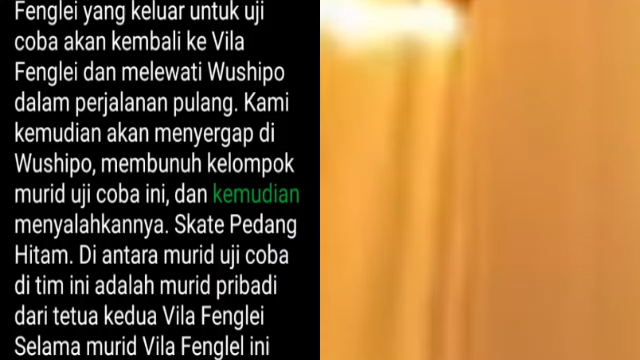 Fenglei yang keluar untuk uji
coba akan kembali ke Vila
Fenglei dan melewati Wushipo
dalam perjalanan pulang. Kami
kemudian akan menyergap di
Wushipo, membunuh kelompok
murid uji coba ini, dan kemudian
menyalahkannya. Skate Pedang
Hitam. Di antara murid uji coba
di tim ini adalah murid pribadi
dari tetua kedua Vila Fenglei
Selama murid Vila Fenglel ini